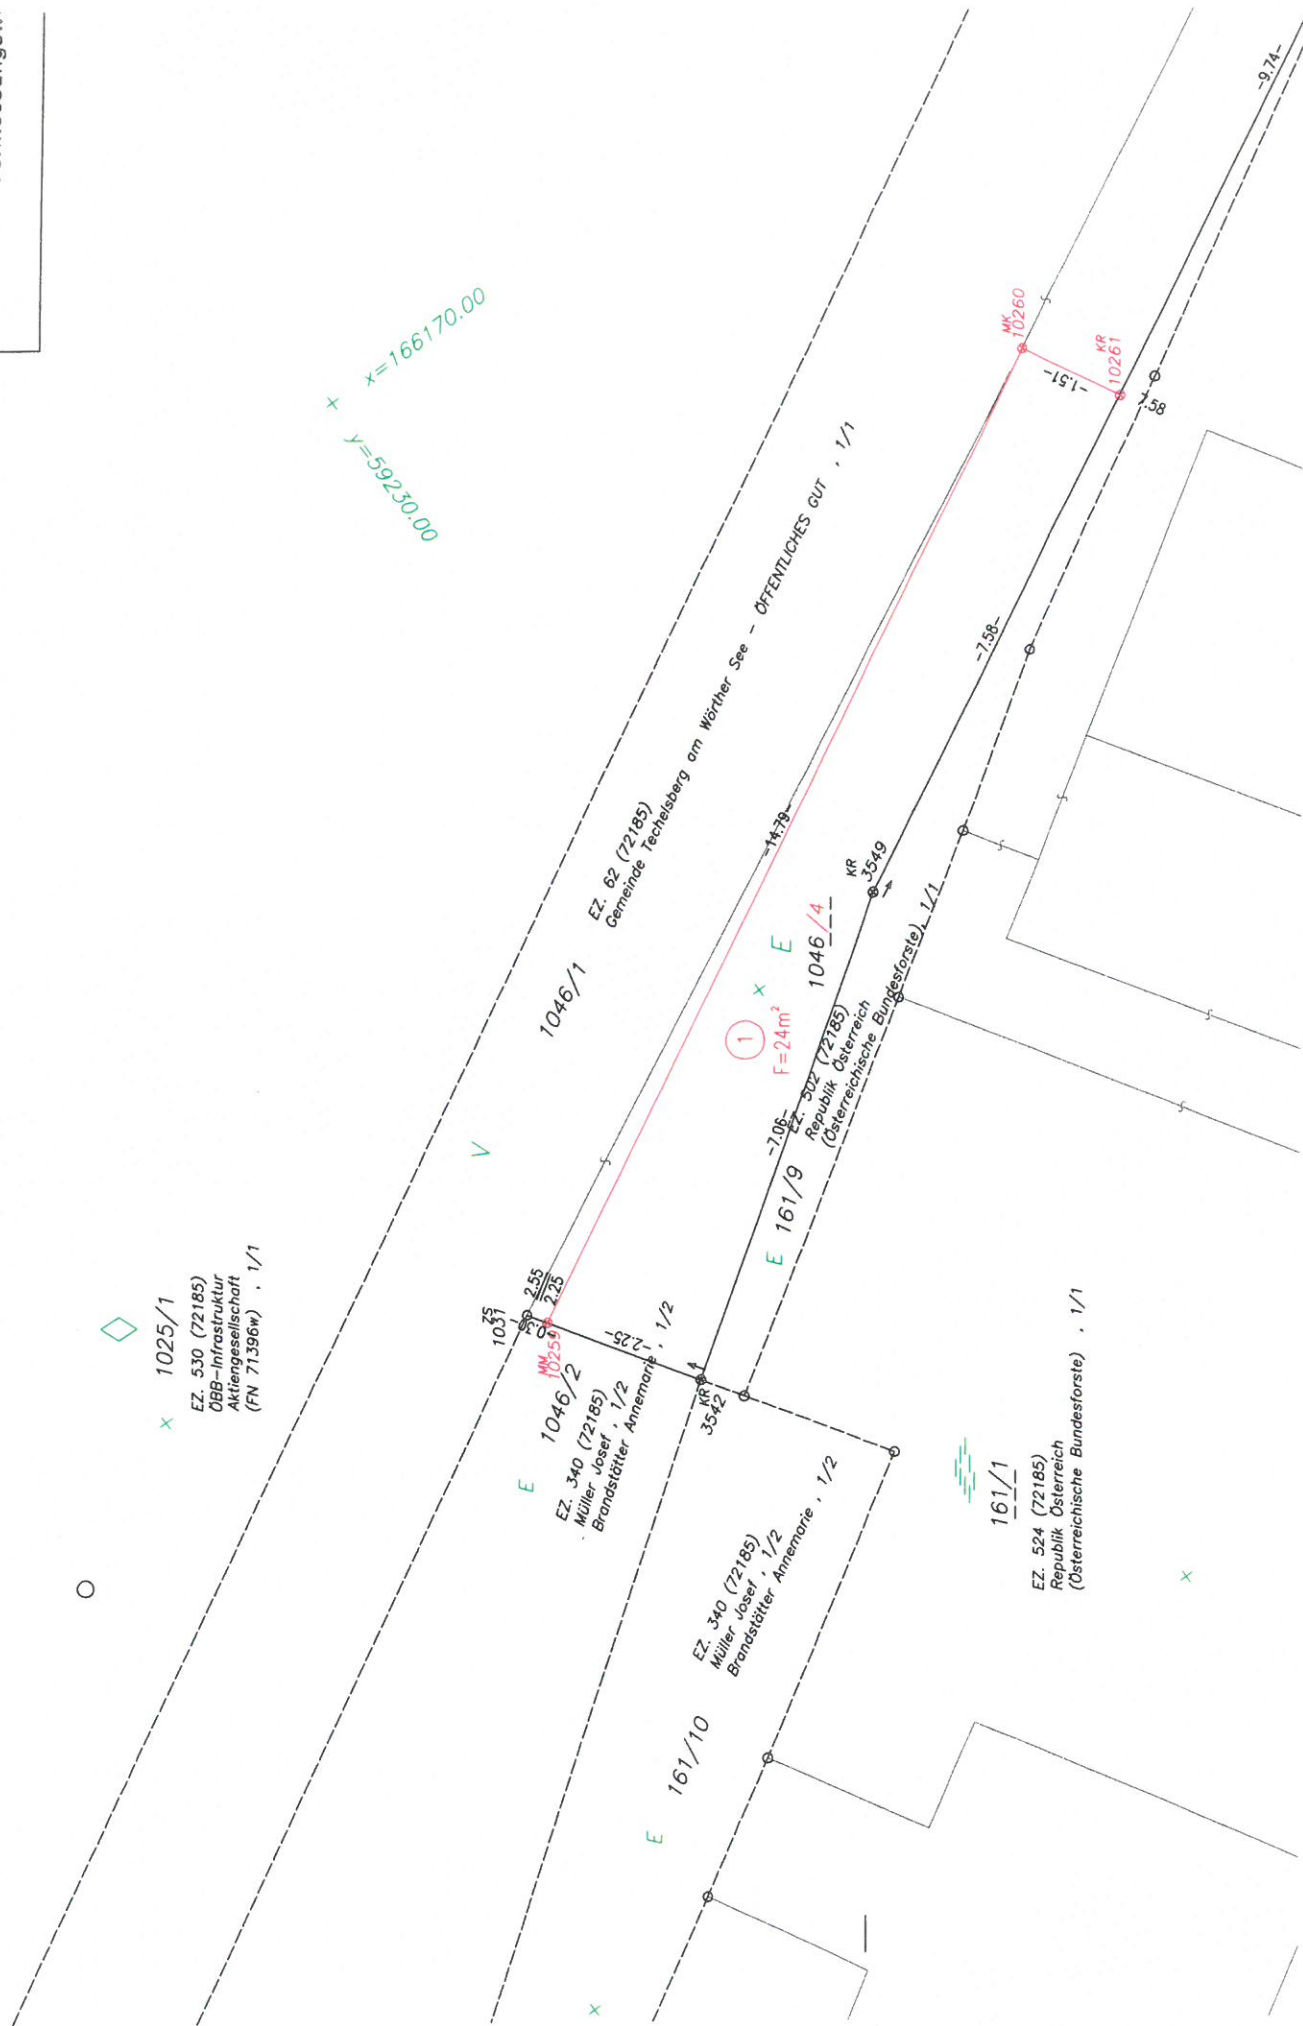 x=166170.00
y=59230.00
1025/1
EZ. 530 (72185)
ÖBB-Infrastruktur
Aktiengesellschaft
(FN 71396w) , 1/1
V
1046/1
EZ. 62 (72185)
Gemeinde Techelsberg am Wörther See - ÖFFENTLICHES GUT , 1/1
MK
10260
-1.51-
KR
10261
7.58
-9.74-
-7.58-
-14.79-
KR
3549
1046/4
E
1
F=24m²
-7.06-
EZ. 502 (72185)
Republik Österreich
(Österreichische Bundesforste), 1/1
161/9
E
1031
2.55
2.25
MM
10259
-2.25-
KR
3542
E
1046/2
EZ. 340 (72185)
Müller Josef , 1/2
Brandstätter Annemarie , 1/2
E
161/10
EZ. 340 (72185)
Müller Josef , 1/2
Brandstätter Annemarie , 1/2
161/1
EZ. 524 (72185)
Republik Österreich
(Österreichische Bundesforste) , 1/1